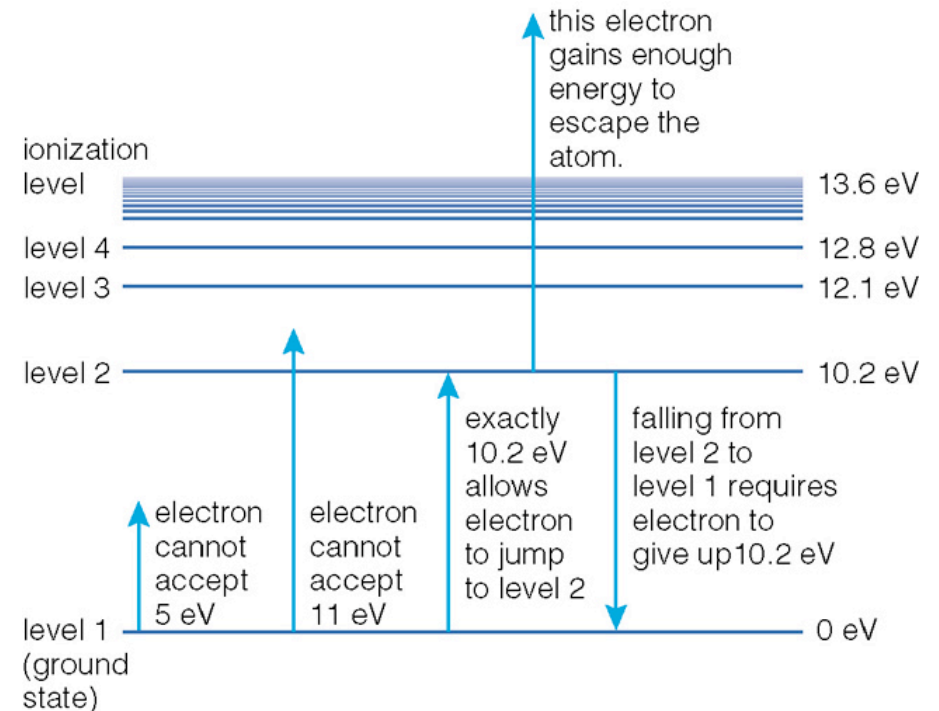 this electron
gains enough
energy to
escape the
atom.
ionization
level
13.6 eV
level 4
12.8 eV
level 3
12.1 eV
level 2
10.2 eV
exactly
10.2 eV
allows
electron
to jump
to level 2
falling from
level 2 to
level 1 requires
electron to
give up10.2 eV
electron
cannot
accept
5 eV
electron
cannot
accept
11 eV
level 1
(ground
state)
0 eV